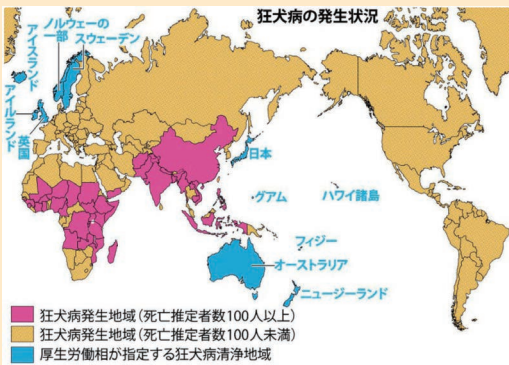 狂犬病の発生状況
ノルウェーの
一部
スウェーデン
アイスランド
アイルランド
英国
日本
グアム
ハワイ諸島
フィジー
オーストラリア
ニュージーランド
狂犬病発生地域(死亡推定者数100人以上)
狂犬病発生地域(死亡推定者数100人未満)
厚生労働相が指定する狂犬病清浄地域